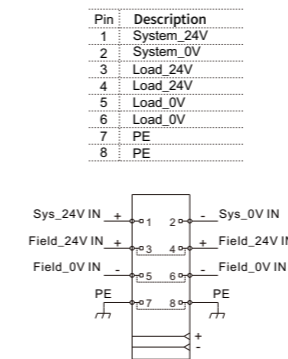 Pin Description
1 System_24V
2 System_0V
3 Load_24V
4 Load_24V
5 Load_0V
6 Load_0V
7 PE
8 PE
Sys_24V IN + 1 2 - Sys_0V IN
Field_24V IN + 3 4 + Field_24V IN
Field_0V IN - 5 6 - Field_0V IN
PE 7 8 PE
+
-